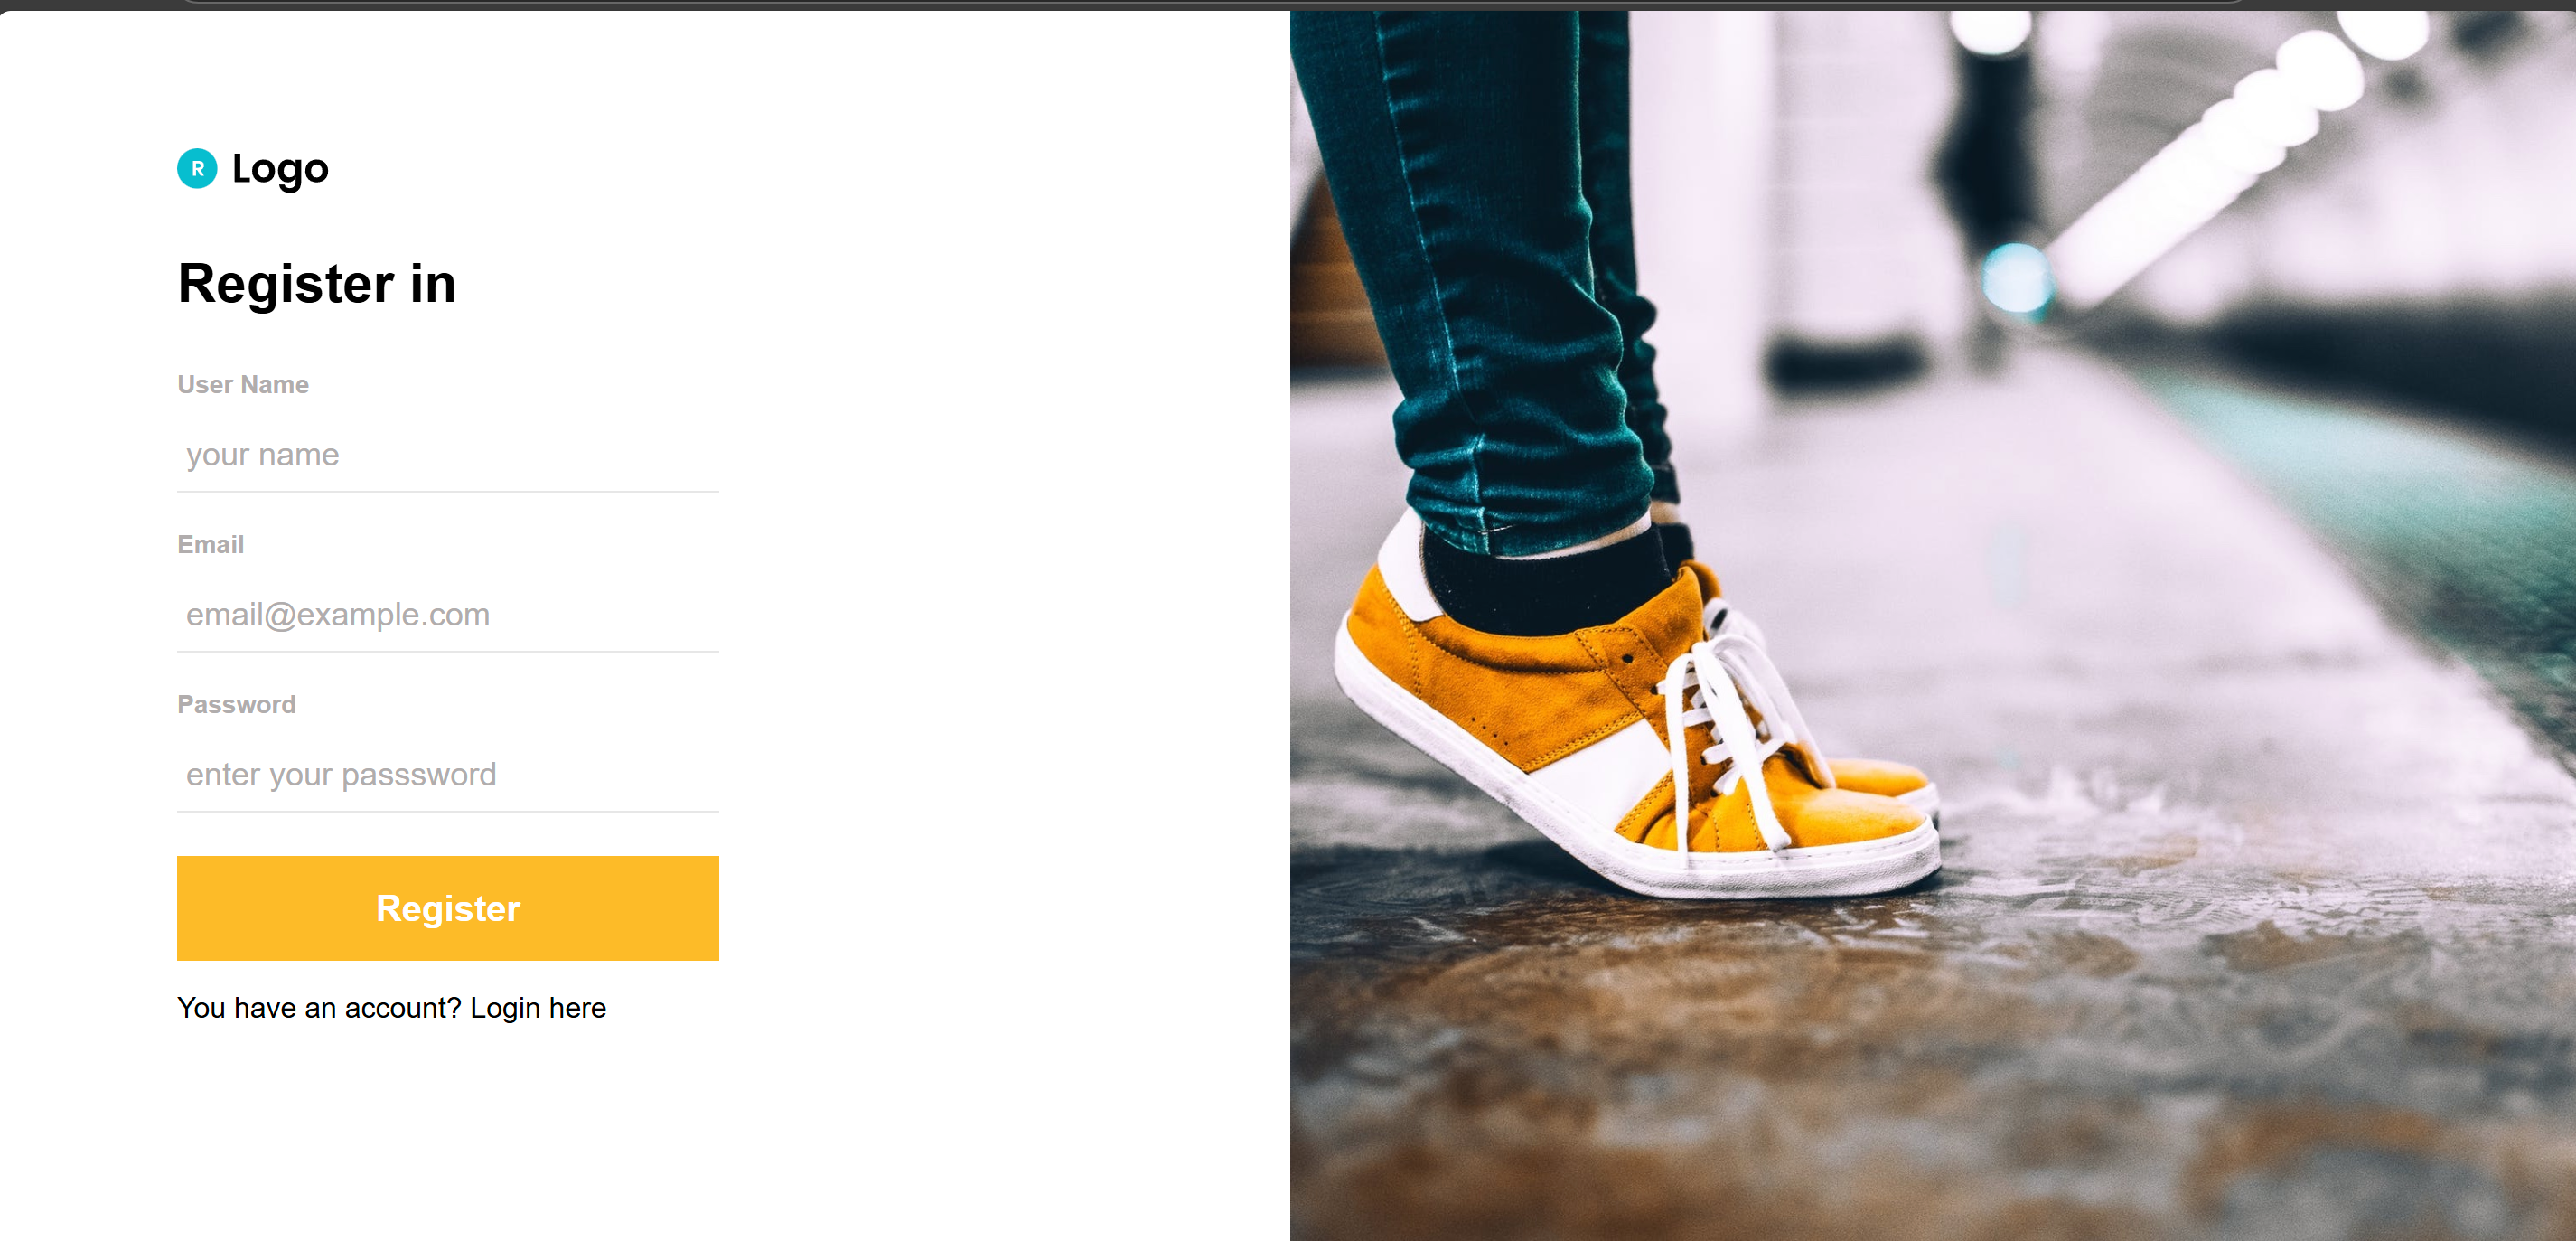 R Logo
Register in
User Name
your name
Email
email@example.com
Password
enter your passsword
Register
You have an account? Login here